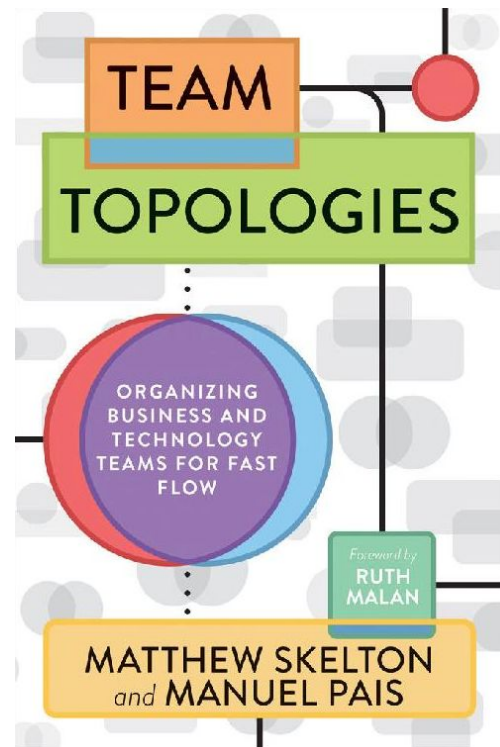 TEAM
TOPOLOGIES
ORGANIZING
BUSINESS AND
TECHNOLOGY
TEAMS FOR FAST
FLOW
Foreword by
RUTH
MALAN
MATTHEW SKELTON
and MANUEL PAIS